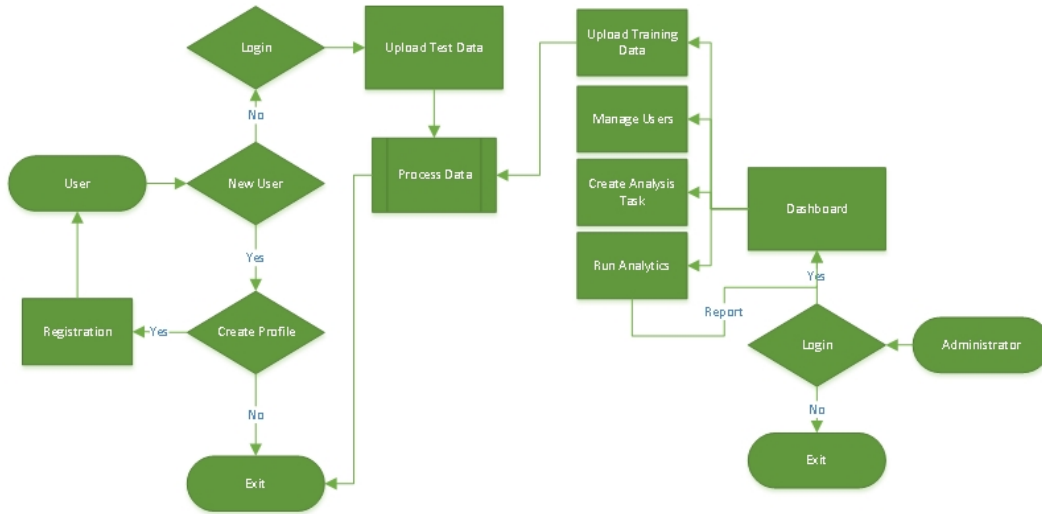 Login
Upload Test Data
Upload Training
Data
No
Manage Users
User
New User
Process Data
Create Analysis
Task
Dashboard
Yes
Run Analytics
Yes
Report
Registration
Yes
Create Profile
Login
Administrator
No
No
Exit
Exit